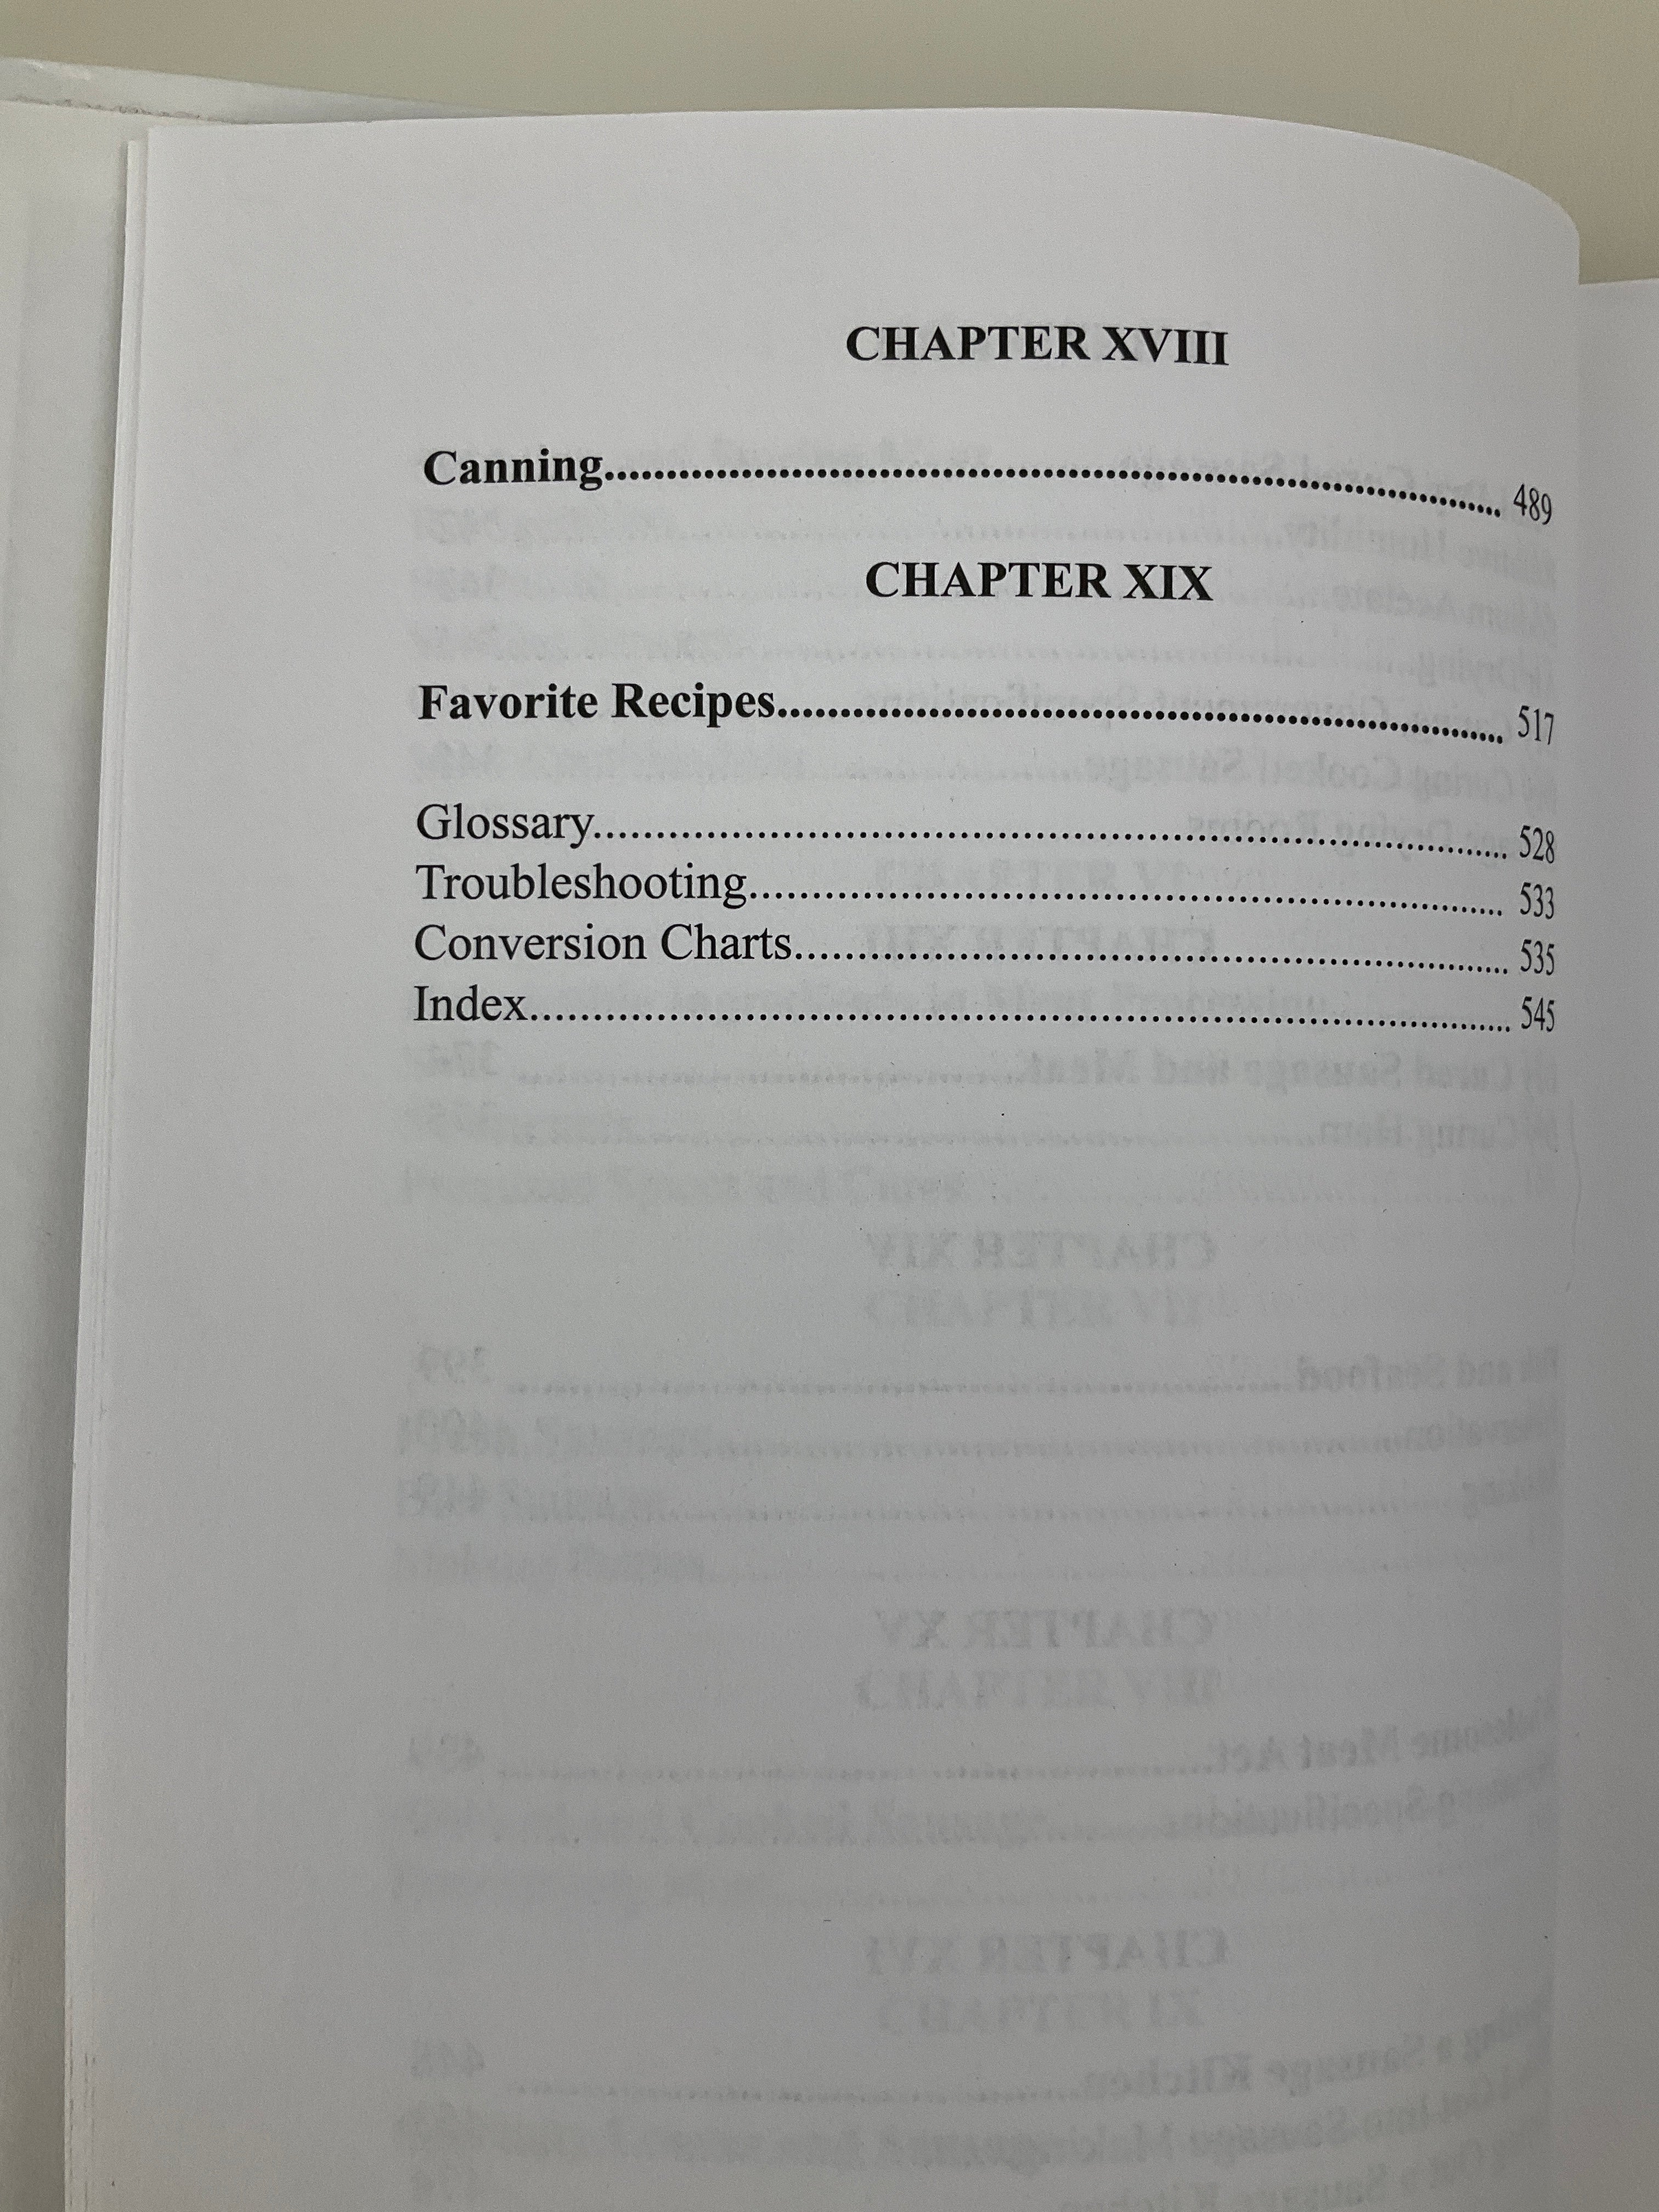 CHAPTER XVIII
Canning.......................................................................... 489
CHAPTER XIX
Favorite Recipes............................................................ 517
Glossary.......................................................................... 528
Troubleshooting............................................................. 533
Conversion Charts.......................................................... 535
Index............................................................................... 545